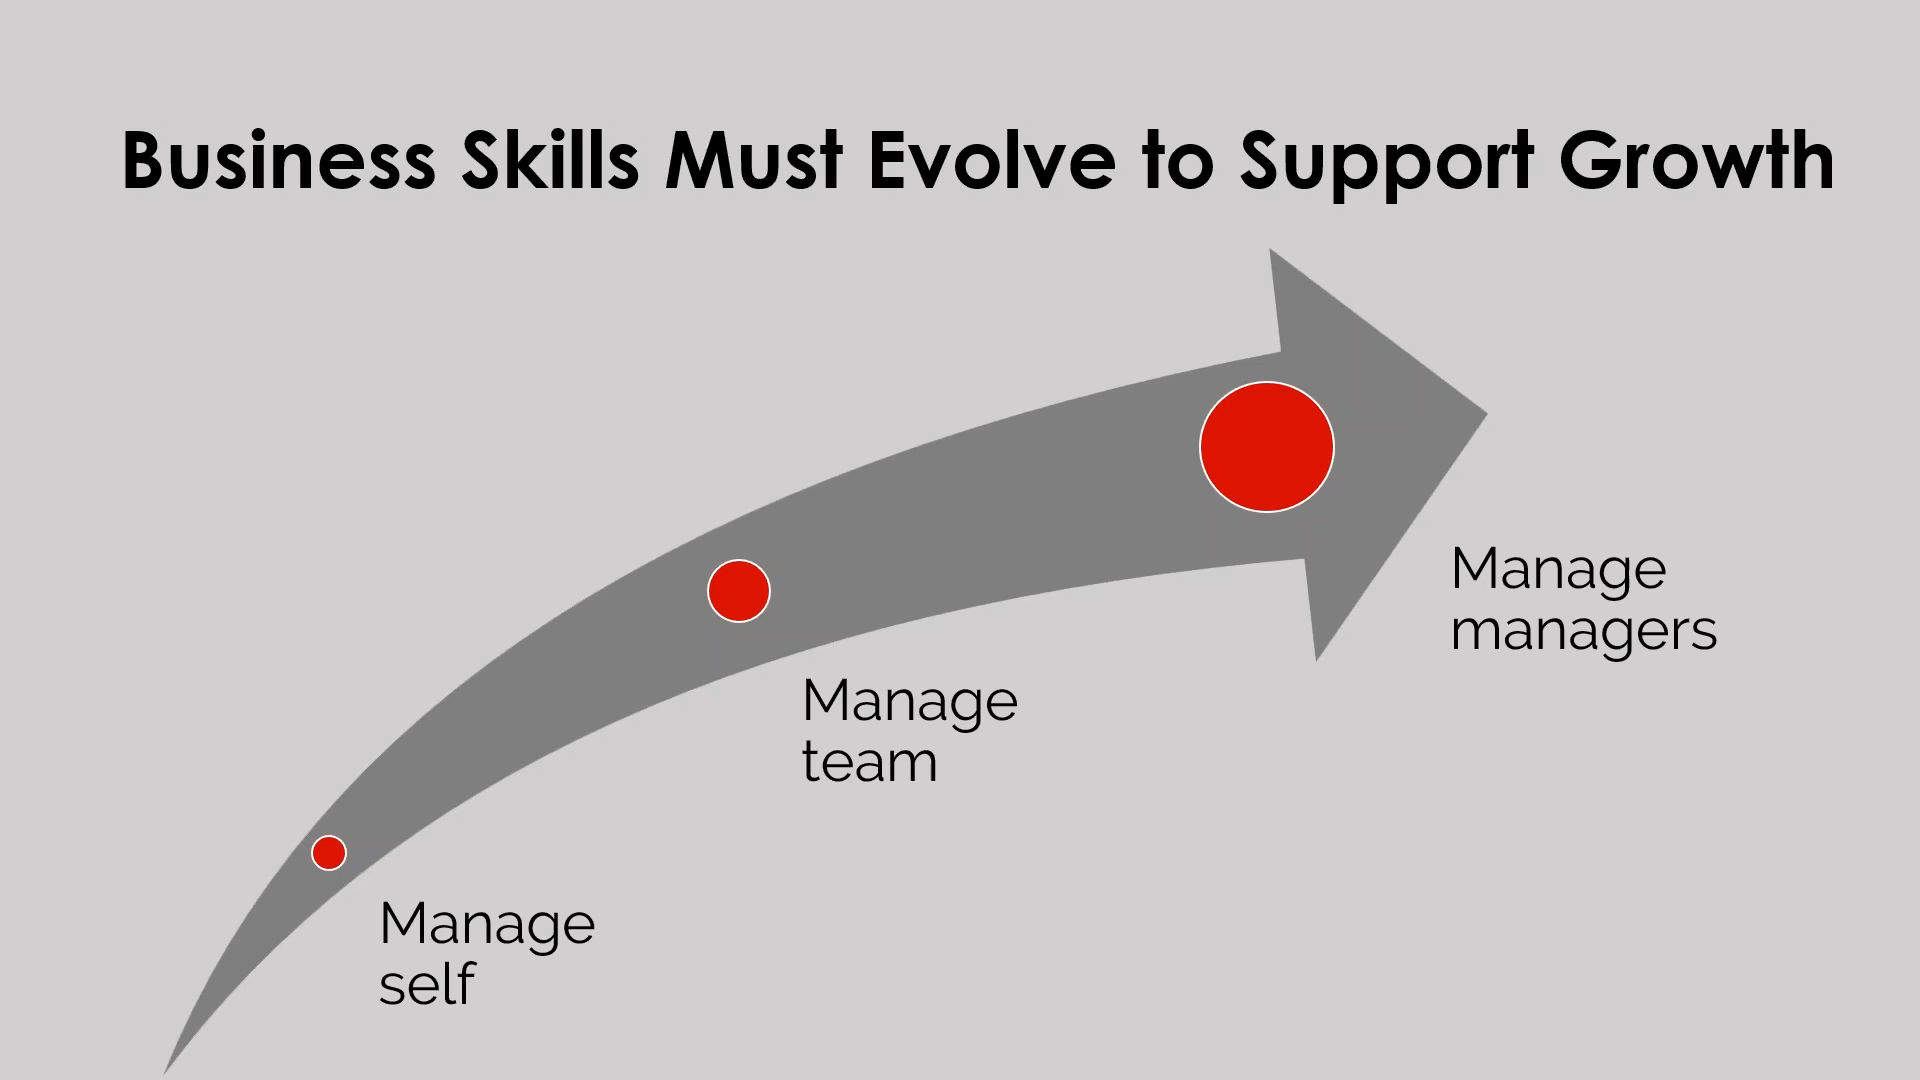 Business Skills Must Evolve to Support Growth
Manage
managers
Manage
team
Manage
self